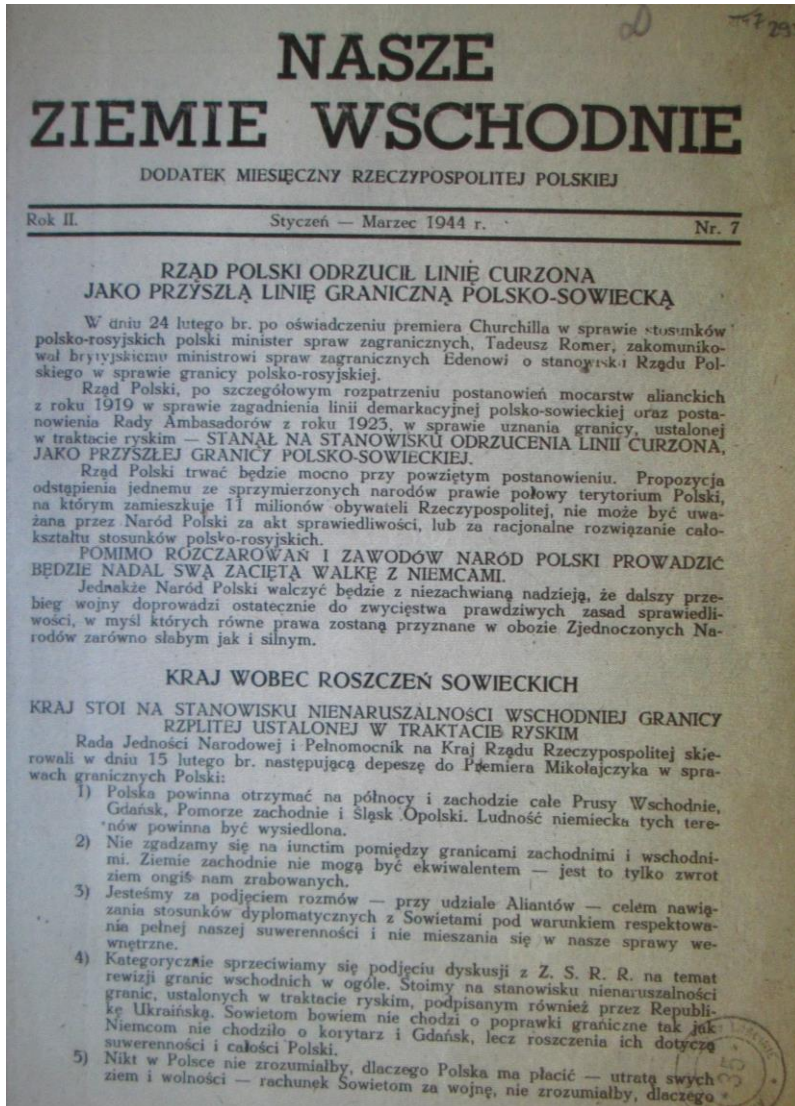 NASZE
ZIEMIE WSCHODNIE
DODATEK MIESIĘCZNY RZECZYPOSPOLITEJ POLSKIEJ
Rok II. Styczeń — Marzec 1944 r. Nr. 7
RZĄD POLSKI ODRZUCIŁ LINIĘ CURZONA
JAKO PRZYSZŁĄ LINIĘ GRANICZNĄ POLSKO-SOWIECKĄ
W dniu 24 lutego br. po oświadczeniu premiera Churchilla w sprawie stosunków
polsko-rosyjskich polski minister spraw zagranicznych, Tadeusz Romer, zakomuniko-
wał brytyjskiemu ministrowi spraw zagranicznych Edenowi o stanowisku Rządu Pol-
skiego w sprawie granicy polsko-rosyjskiej.
Rząd Polski, po szczegółowym rozpatrzeniu postanowień mocarstw alianckich
z roku 1919 w sprawie zagadnienia linii demarkacyjnej polsko-sowieckiej oraz posta-
nowienia Rady Ambasadorów z roku 1923, w sprawie uznania granicy, ustalonej
w traktacie ryskim — STANĄŁ NA STANOWISKU ODRZUCENIA LINII CURZONA,
JAKO PRZYSZŁEJ GRANICY POLSKO-SOWIECKIEJ.
Rząd Polski trwać będzie mocno przy powziętym postanowieniu. Propozycja
odstąpienia jednemu ze sprzymierzonych narodów prawie połowy terytorium Polski,
na którym zamieszkuje 11 milionów obywateli Rzeczypospolitej, nie może być uwa-
żana przez Naród Polski za akt sprawiedliwości, lub za racjonalne rozwiązanie cało-
kształtu stosunków polsko-rosyjskich.
POMIMO ROZCZAROWAŃ I ZAWODÓW NARÓD POLSKI PROWADZIĆ
BĘDZIE NADAL SWĄ ZACIĘTĄ WALKĘ Z NIEMCAMI.
Jednakże Naród Polski walczyć będzie z niezachwianą nadzieją, że dalszy prze-
bieg wojny doprowadzi ostatecznie do zwycięstwa prawdziwych zasad sprawiedli-
wości, w myśl których równe prawa zostaną przyznane w obozie Zjednoczonych Na-
rodów zarówno słabym jak i silnym.
KRAJ WOBEC ROSZCZEŃ SOWIECKICH
KRAJ STOI NA STANOWISKU NIENARUSZALNOŚCI WSCHODNIEJ GRANICY
RZPLITEJ USTALONEJ W TRAKTACIE RYSKIM
Rada Jedności Narodowej i Pełnomocnik na Kraj Rządu Rzeczypospolitej skie-
rowali w dniu 15 lutego br. następującą depeszę do Premiera Mikołajczyka w spra-
wach granicznych Polski:
1) Polska powinna otrzymać na północy i zachodzie całe Prusy Wschodnie,
Gdańsk, Pomorze zachodnie i Śląsk Opolski. Ludność niemiecka tych tere-
nów powinna być wysiedlona.
2) Nie zgadzamy się na iunctim pomiędzy granicami zachodnimi i wschodni-
mi. Ziemie zachodnie nie mogą być ekwiwalentem — jest to tylko zwrot
ziem ongiś nam zrabowanych.
3) Jesteśmy za podjęciem rozmów — przy udziale Aliantów — celem nawią-
zania stosunków dyplomatycznych z Sowietami pod warunkiem respektowa-
nia pełnej naszej suwerenności i nie mieszania się w nasze sprawy we-
wnętrzne.
4) Kategorycznie sprzeciwiamy się podjęciu dyskusji z Z. S. R. R. na temat
rewizji granic wschodnich w ogóle. Stoimy na stanowisku nienaruszalności
granic, ustalonych w traktacie ryskim, podpisanym również przez Republi-
kę Ukraińską. Sowietom bowiem nie chodzi o poprawki graniczne tak jak
Niemcom nie chodziło o korytarz i Gdańsk, lecz roszczenia ich dotyczą
suwerenności i całości Polski.
5) Nikt w Polsce nie zrozumiałby, dlaczego Polska ma płacić — utratą swych
ziem i wolności — rachunek Sowietom za wojnę, nie zrozumiałby, dlaczego
35